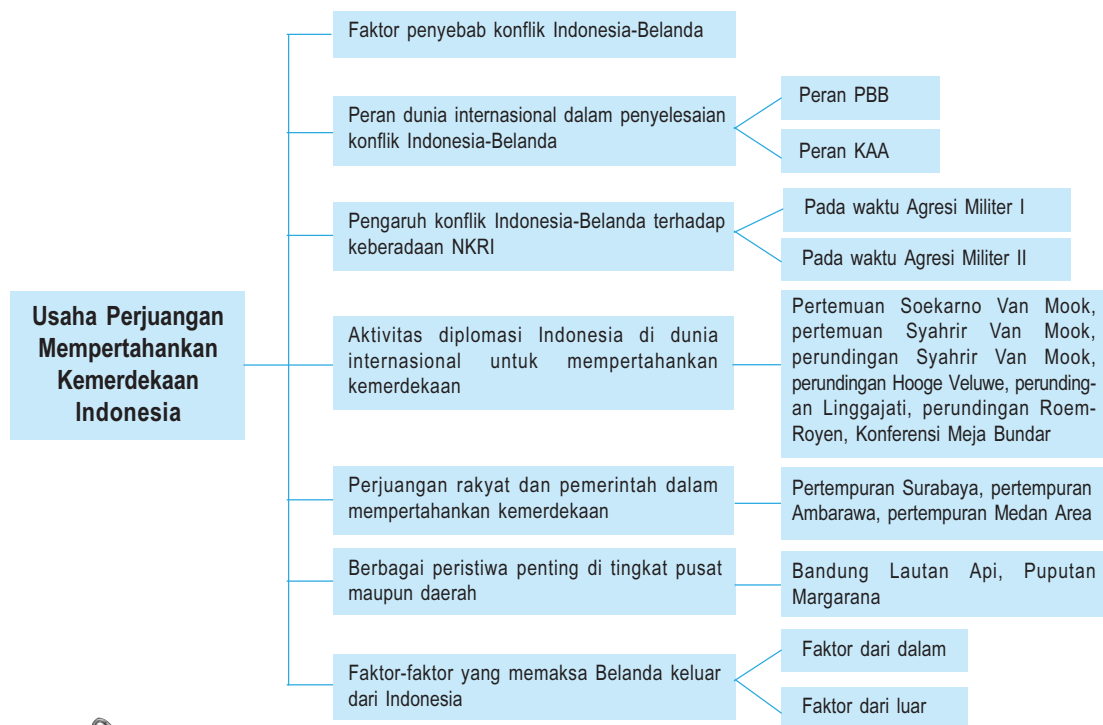 Usaha Perjuangan
Mempertahankan
Kemerdekaan
Indonesia
Faktor penyebab konflik Indonesia-Belanda
Peran dunia internasional dalam penyelesaian
konflik Indonesia-Belanda
Peran PBB
Peran KAA
Pengaruh konflik Indonesia-Belanda terhadap
keberadaan NKRI
Pada waktu Agresi Militer I
Pada waktu Agresi Militer II
Aktivitas diplomasi Indonesia di dunia
internasional untuk mempertahankan
kemerdekaan
Pertemuan Soekarno Van Mook,
pertemuan Syahrir Van Mook,
perundingan Syahrir Van Mook,
perundingan Hooge Veluwe, perunding-
an Linggajati, perundingan Roem-
Royen, Konferensi Meja Bundar
Perjuangan rakyat dan pemerintah dalam
mempertahankan kemerdekaan
Pertempuran Surabaya, pertempuran
Ambarawa, pertempuran Medan Area
Berbagai peristiwa penting di tingkat pusat
maupun daerah
Bandung Lautan Api, Puputan
Margarana
Faktor-faktor yang memaksa Belanda keluar
dari Indonesia
Faktor dari dalam
Faktor dari luar